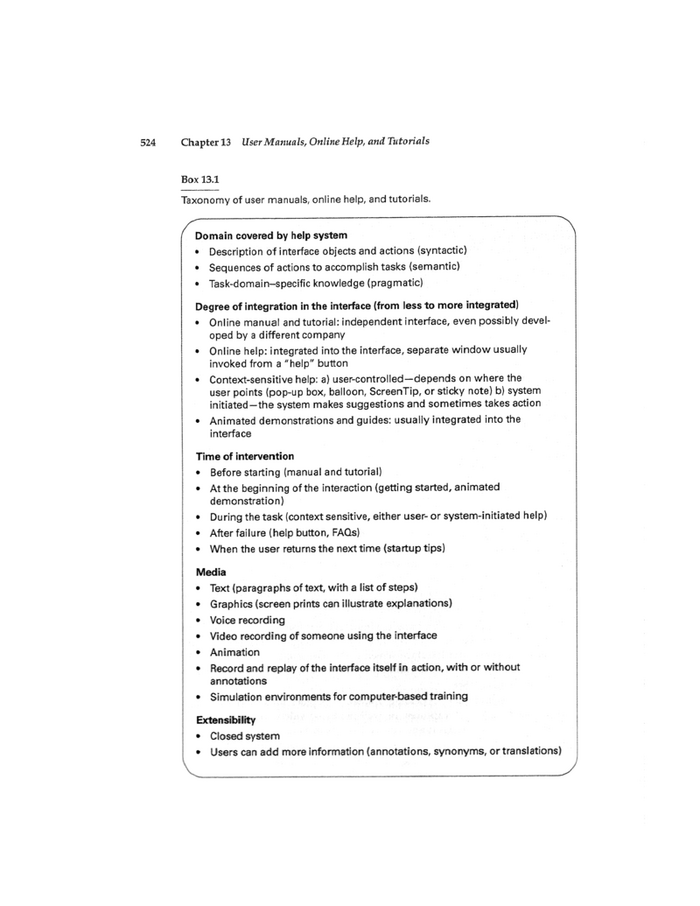 524 Chapter 13 User Manuals, Online Help, and Tutorials
Box 13.1
Taxonomy of user manuals, online help, and tutorials.
Domain covered by help system
• Description of interface objects and actions (syntactic)
• Sequences of actions to accomplish tasks (semantic)
• Task-domain–specific knowledge (pragmatic)
Degree of integration in the interface (from less to more integrated)
• Online manual and tutorial: independent interface, even possibly devel-
oped by a different company
• Online help: integrated into the interface, separate window usually
invoked from a "help" button
• Context-sensitive help: a) user-controlled—depends on where the
user points (pop-up box, balloon, ScreenTip, or sticky note) b) system
initiated—the system makes suggestions and sometimes takes action
• Animated demonstrations and guides: usually integrated into the
interface
Time of intervention
• Before starting (manual and tutorial)
• At the beginning of the interaction (getting started, animated
demonstration)
• During the task (context sensitive, either user- or system-initiated help)
• After failure (help button, FAQs)
• When the user returns the next time (startup tips)
Media
• Text (paragraphs of text, with a list of steps)
• Graphics (screen prints can illustrate explanations)
• Voice recording
• Video recording of someone using the interface
• Animation
• Record and replay of the interface itself in action, with or without
annotations
• Simulation environments for computer-based training
Extensibility
• Closed system
• Users can add more information (annotations, synonyms, or translations)